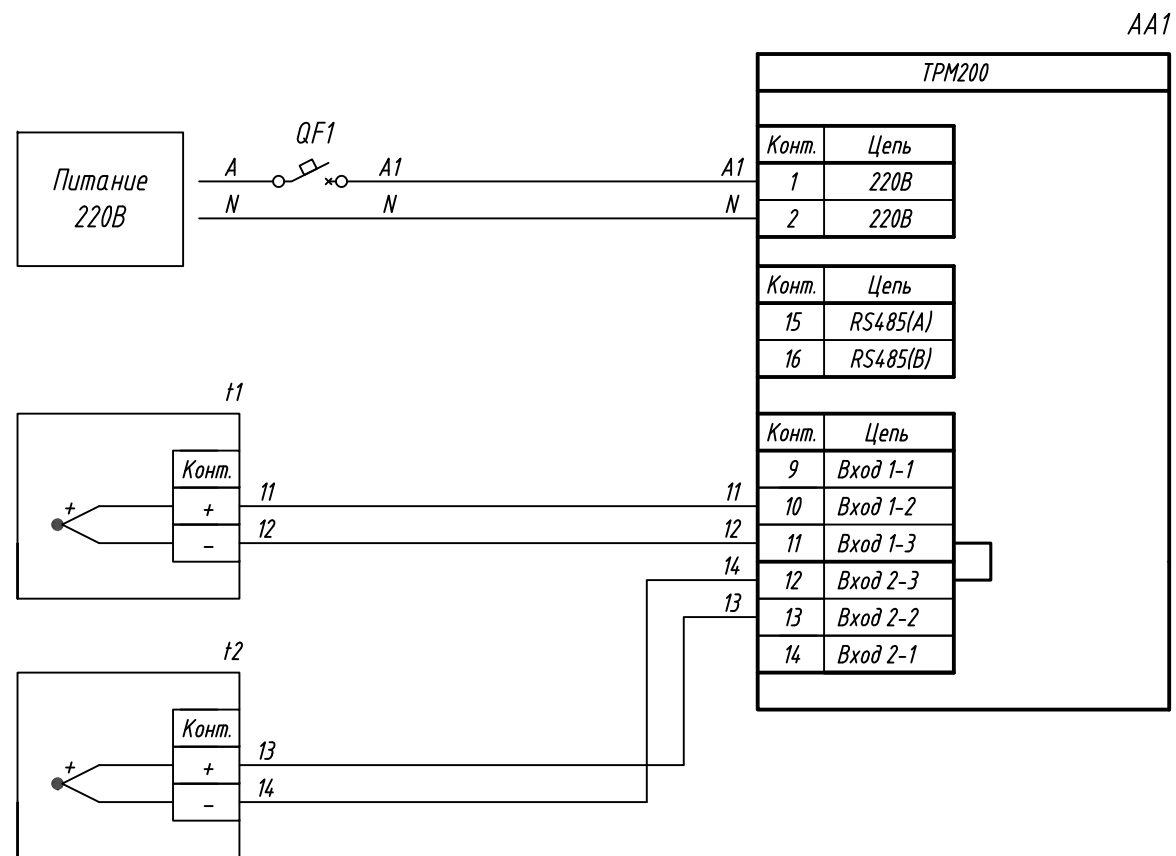 AA1
ТРМ200
QF1
Питание
220В
A
A1
A1
N
N
N
Конт. Цепь
1 220В
2 220В
Конт. Цепь
15 RS485(A)
16 RS485(B)
t1
Конт.
+
+
–
11
12
11
12
14
13
Конт. Цепь
9 Вход 1-1
10 Вход 1-2
11 Вход 1-3
12 Вход 2-3
13 Вход 2-2
14 Вход 2-1
t2
Конт.
+
+
–
13
14